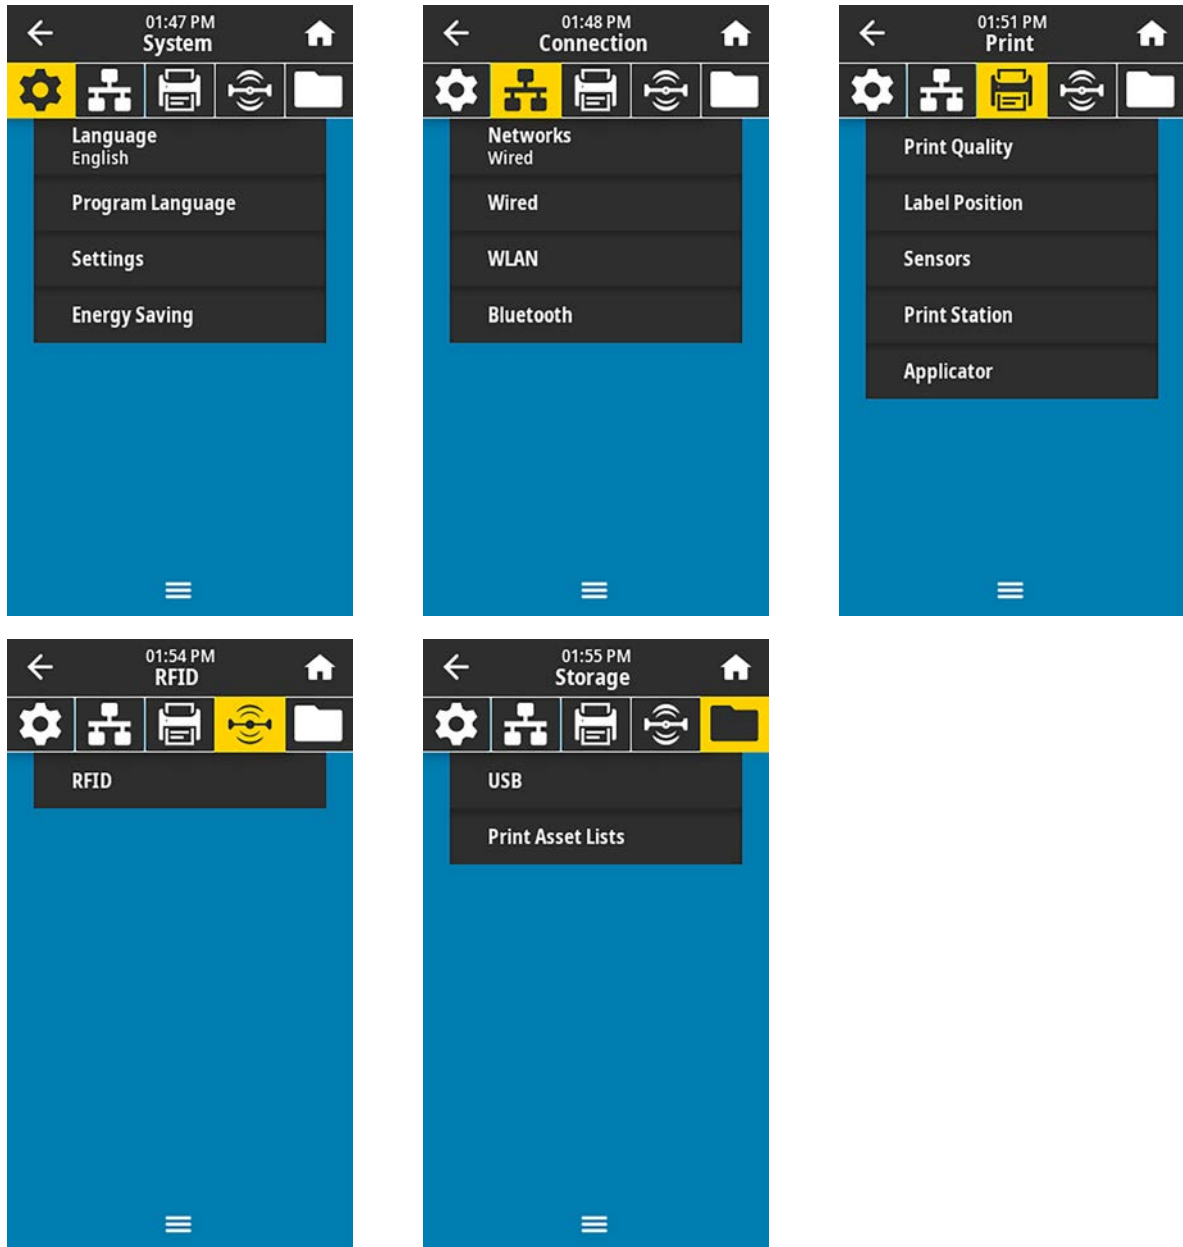 01:47 PM
System
Language
English
Program Language
Settings
Energy Saving
01:48 PM
Connection
Networks
Wired
Wired
WLAN
Bluetooth
01:51 PM
Print
Print Quality
Label Position
Sensors
Print Station
Applicator
01:54 PM
RFID
RFID
01:55 PM
Storage
USB
Print Asset Lists